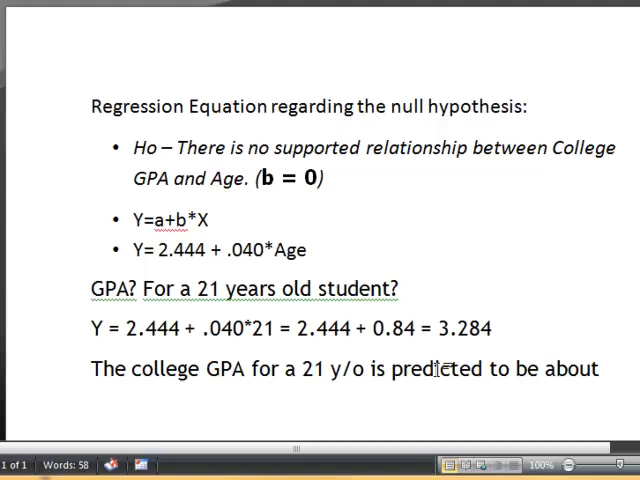 Regression Equation regarding the null hypothesis:
• Ho – There is no supported relationship between College
GPA and Age. (b = 0)
• Y=a+b*X
• Y= 2.444 + .040*Age
GPA? For a 21 years old student?
Y = 2.444 + .040*21 = 2.444 + 0.84 = 3.284
The college GPA for a 21 y/o is predicted to be about
1 of 1 Words: 58 100%